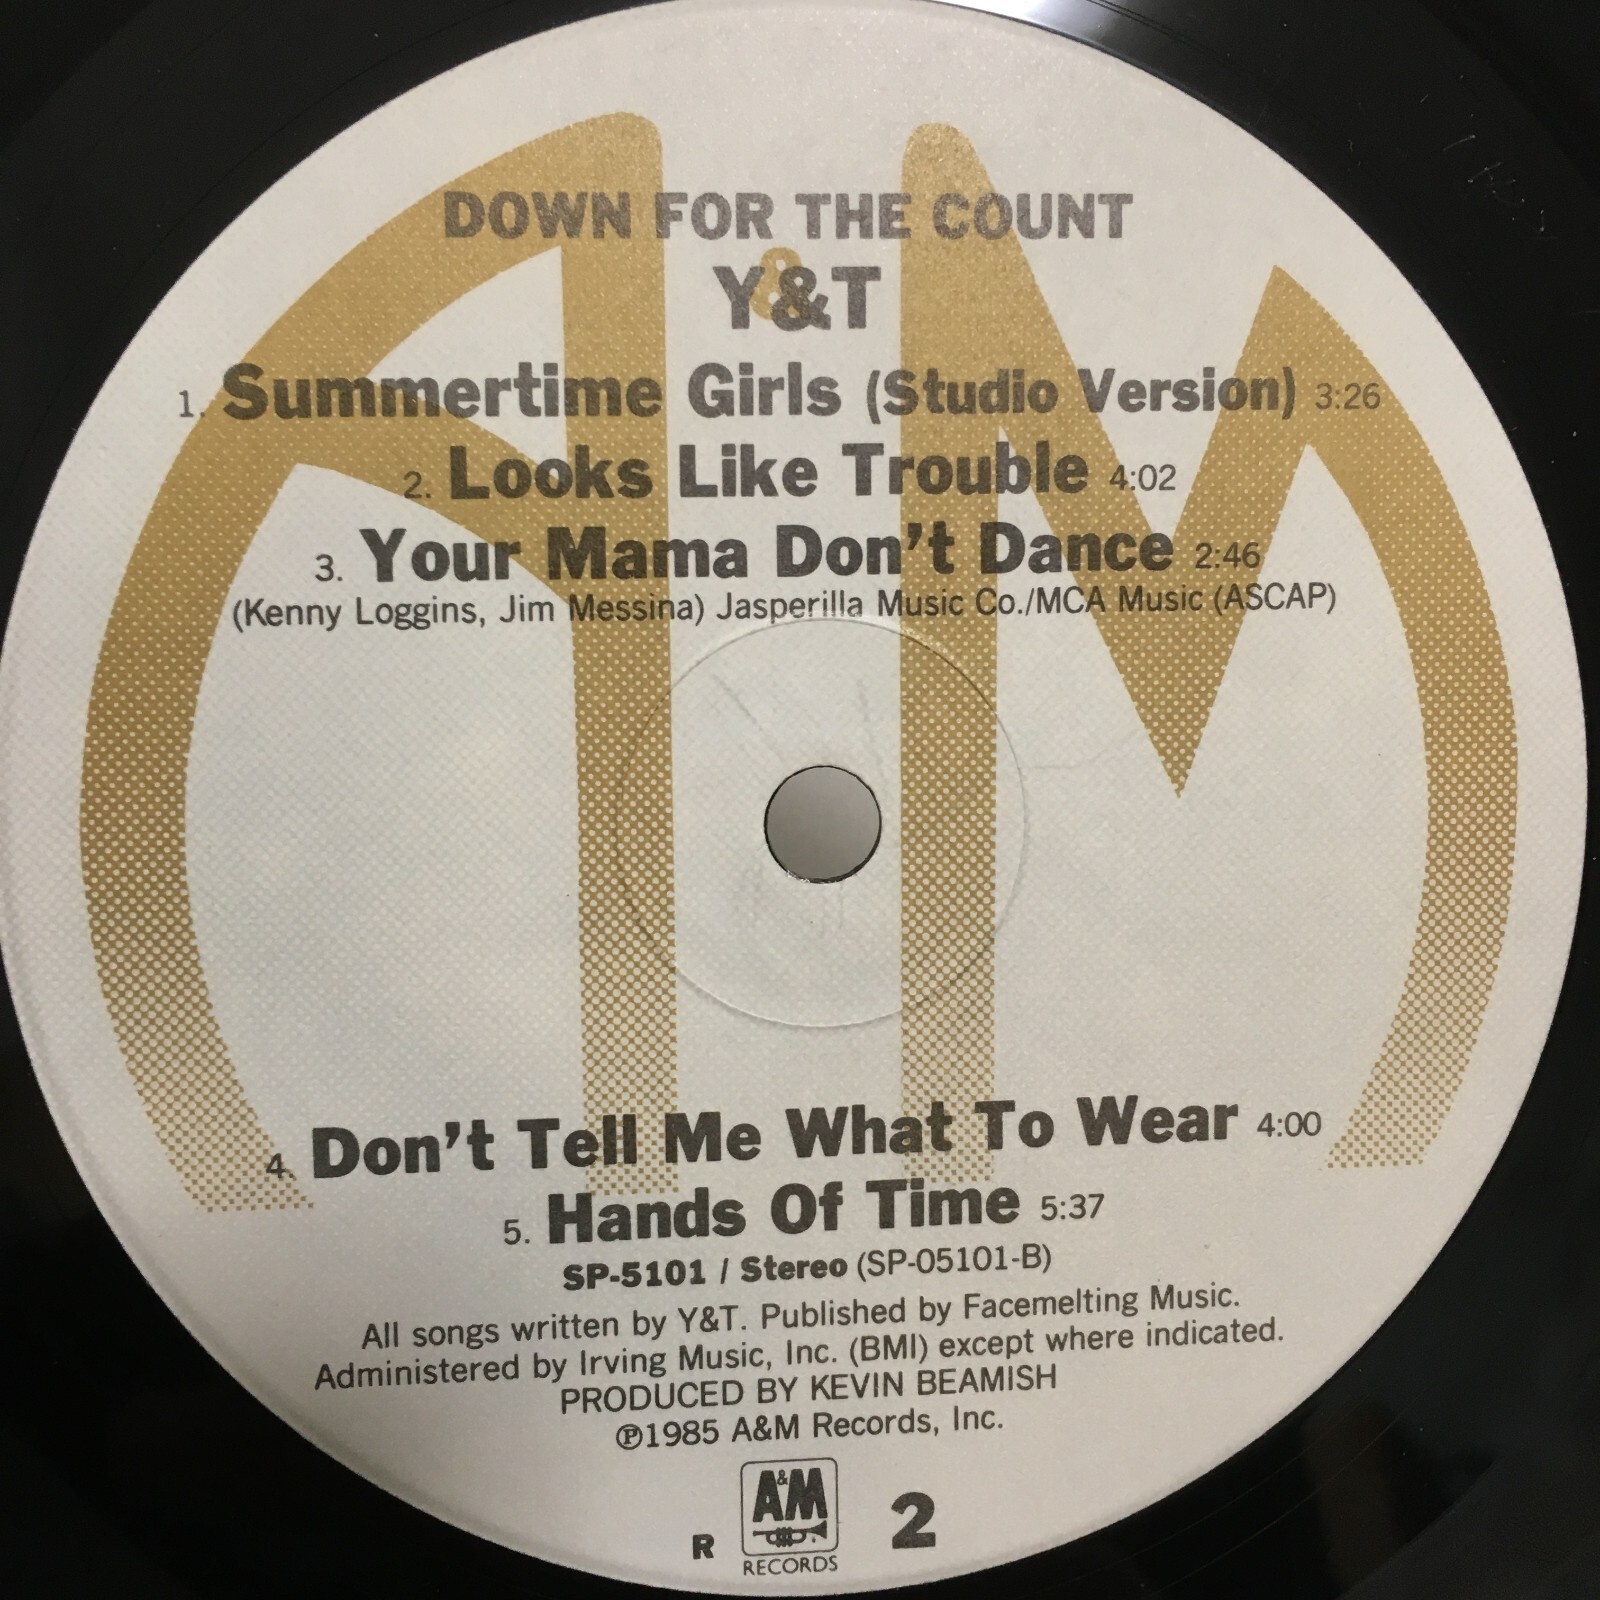 DOWN FOR THE COUNT
Y&T
1. Summertime Girls (Studio Version) 3:26
2. Looks Like Trouble 4:02
3. Your Mama Don't Dance 2:46
(Kenny Loggins, Jim Messina) Jasperilla Music Co./MCA Music (ASCAP)
4. Don't Tell Me What To Wear 4:00
5. Hands Of Time 5:37
SP-5101 / Stereo (SP-05101-B)
All songs written by Y&T. Published by Facemelting Music.
Administered by Irving Music, Inc. (BMI) except where indicated.
PRODUCED BY KEVIN BEAMISH
℗1985 A&M Records, Inc.
R A&M 2
RECORDS